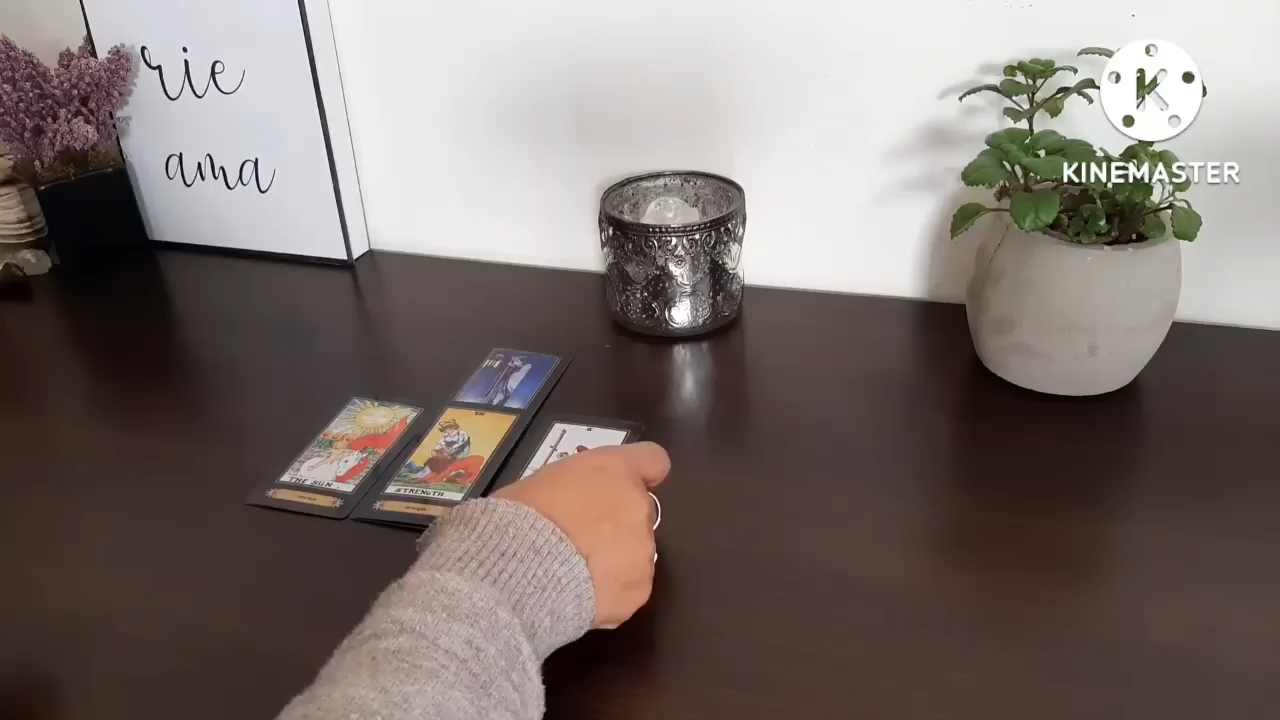 rie
ama
KINEMASTER
THE SUN.
STRENGTH.